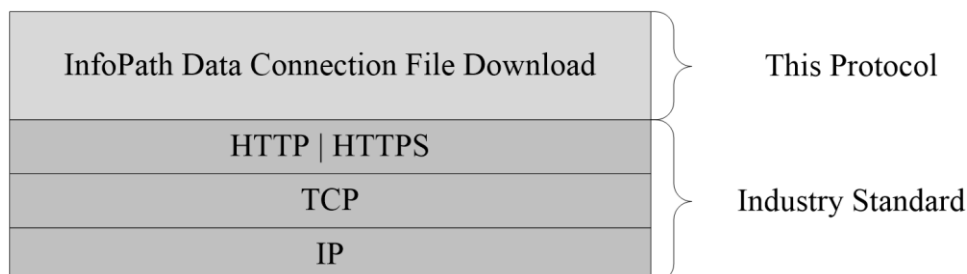 InfoPath Data Connection File Download
This Protocol
HTTP | HTTPS
TCP
Industry Standard
IP